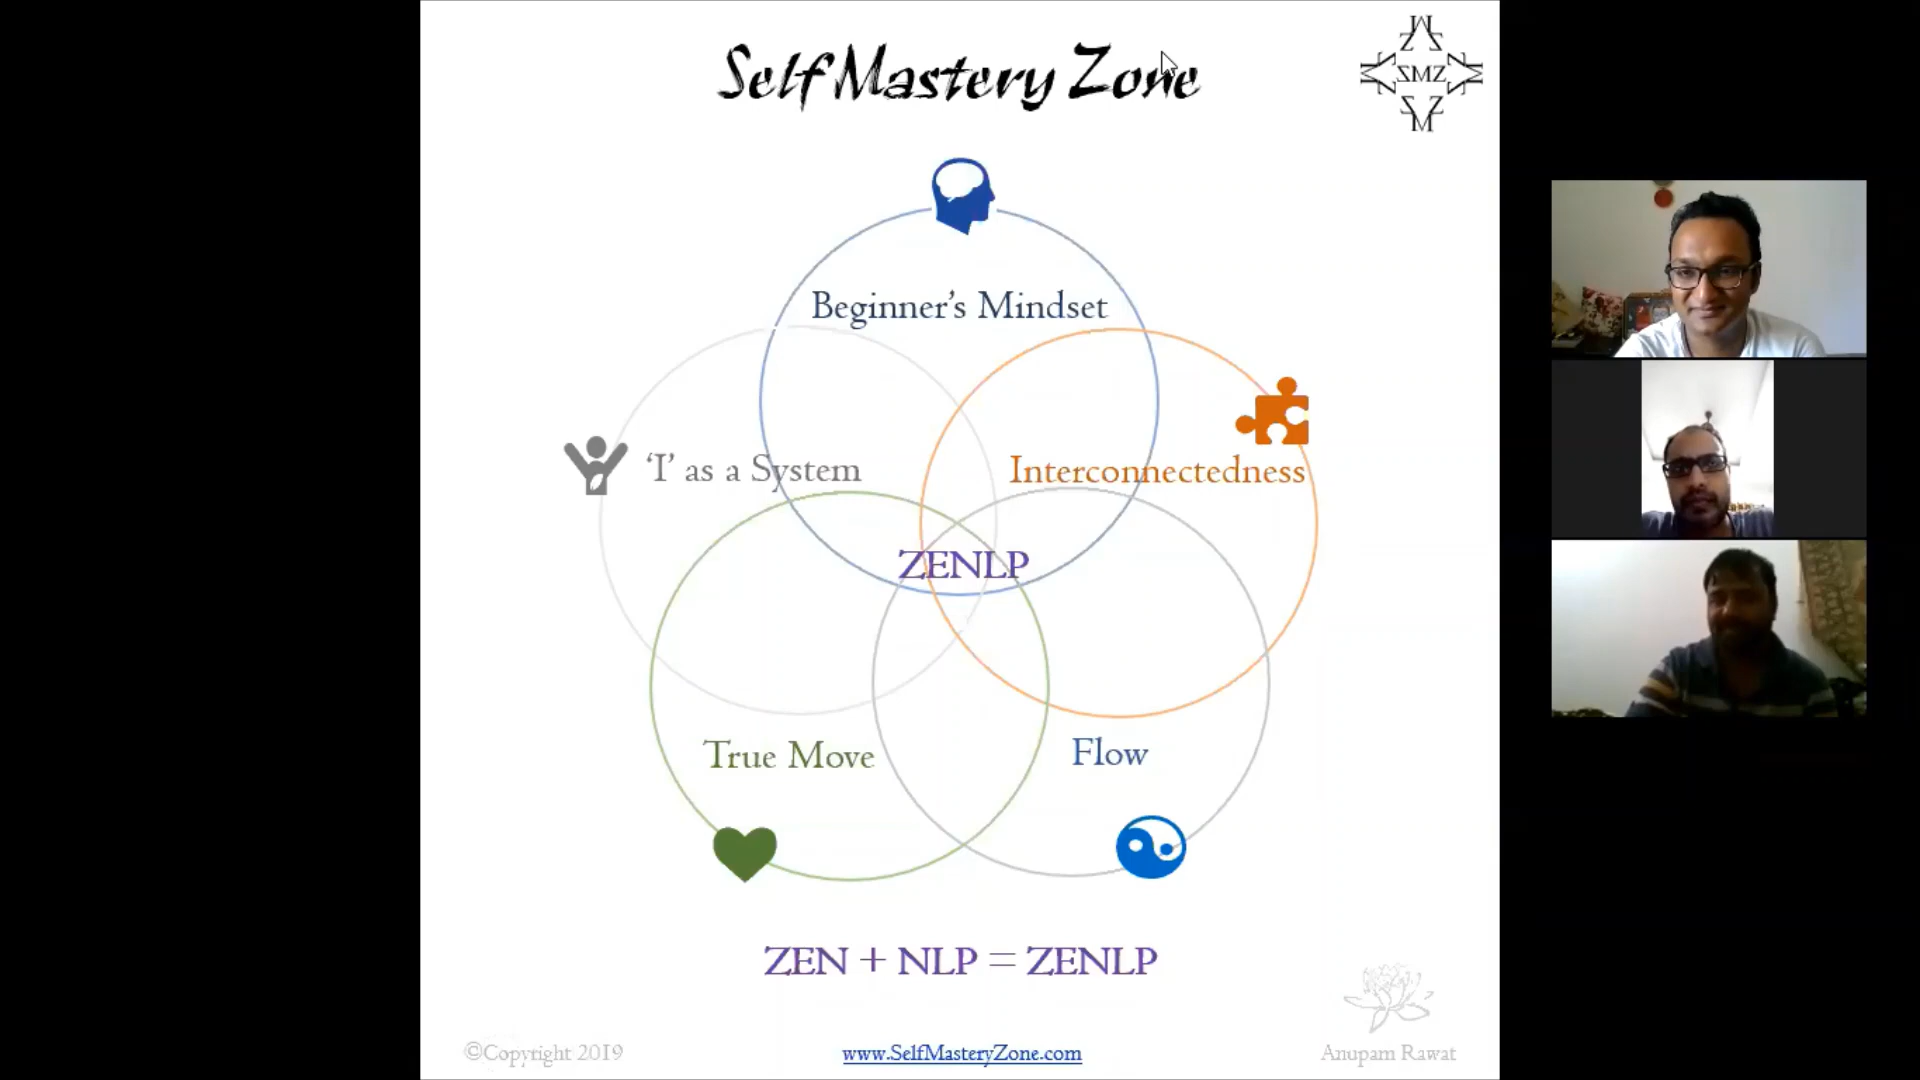 Self Mastery Zone
SMZ
Beginner's Mindset
'I' as a System
Interconnectedness
ZENLP
True Move
Flow
ZEN + NLP = ZENLP
©Copyright 2019
www.SelfMasteryZone.com
Anupam Rawat